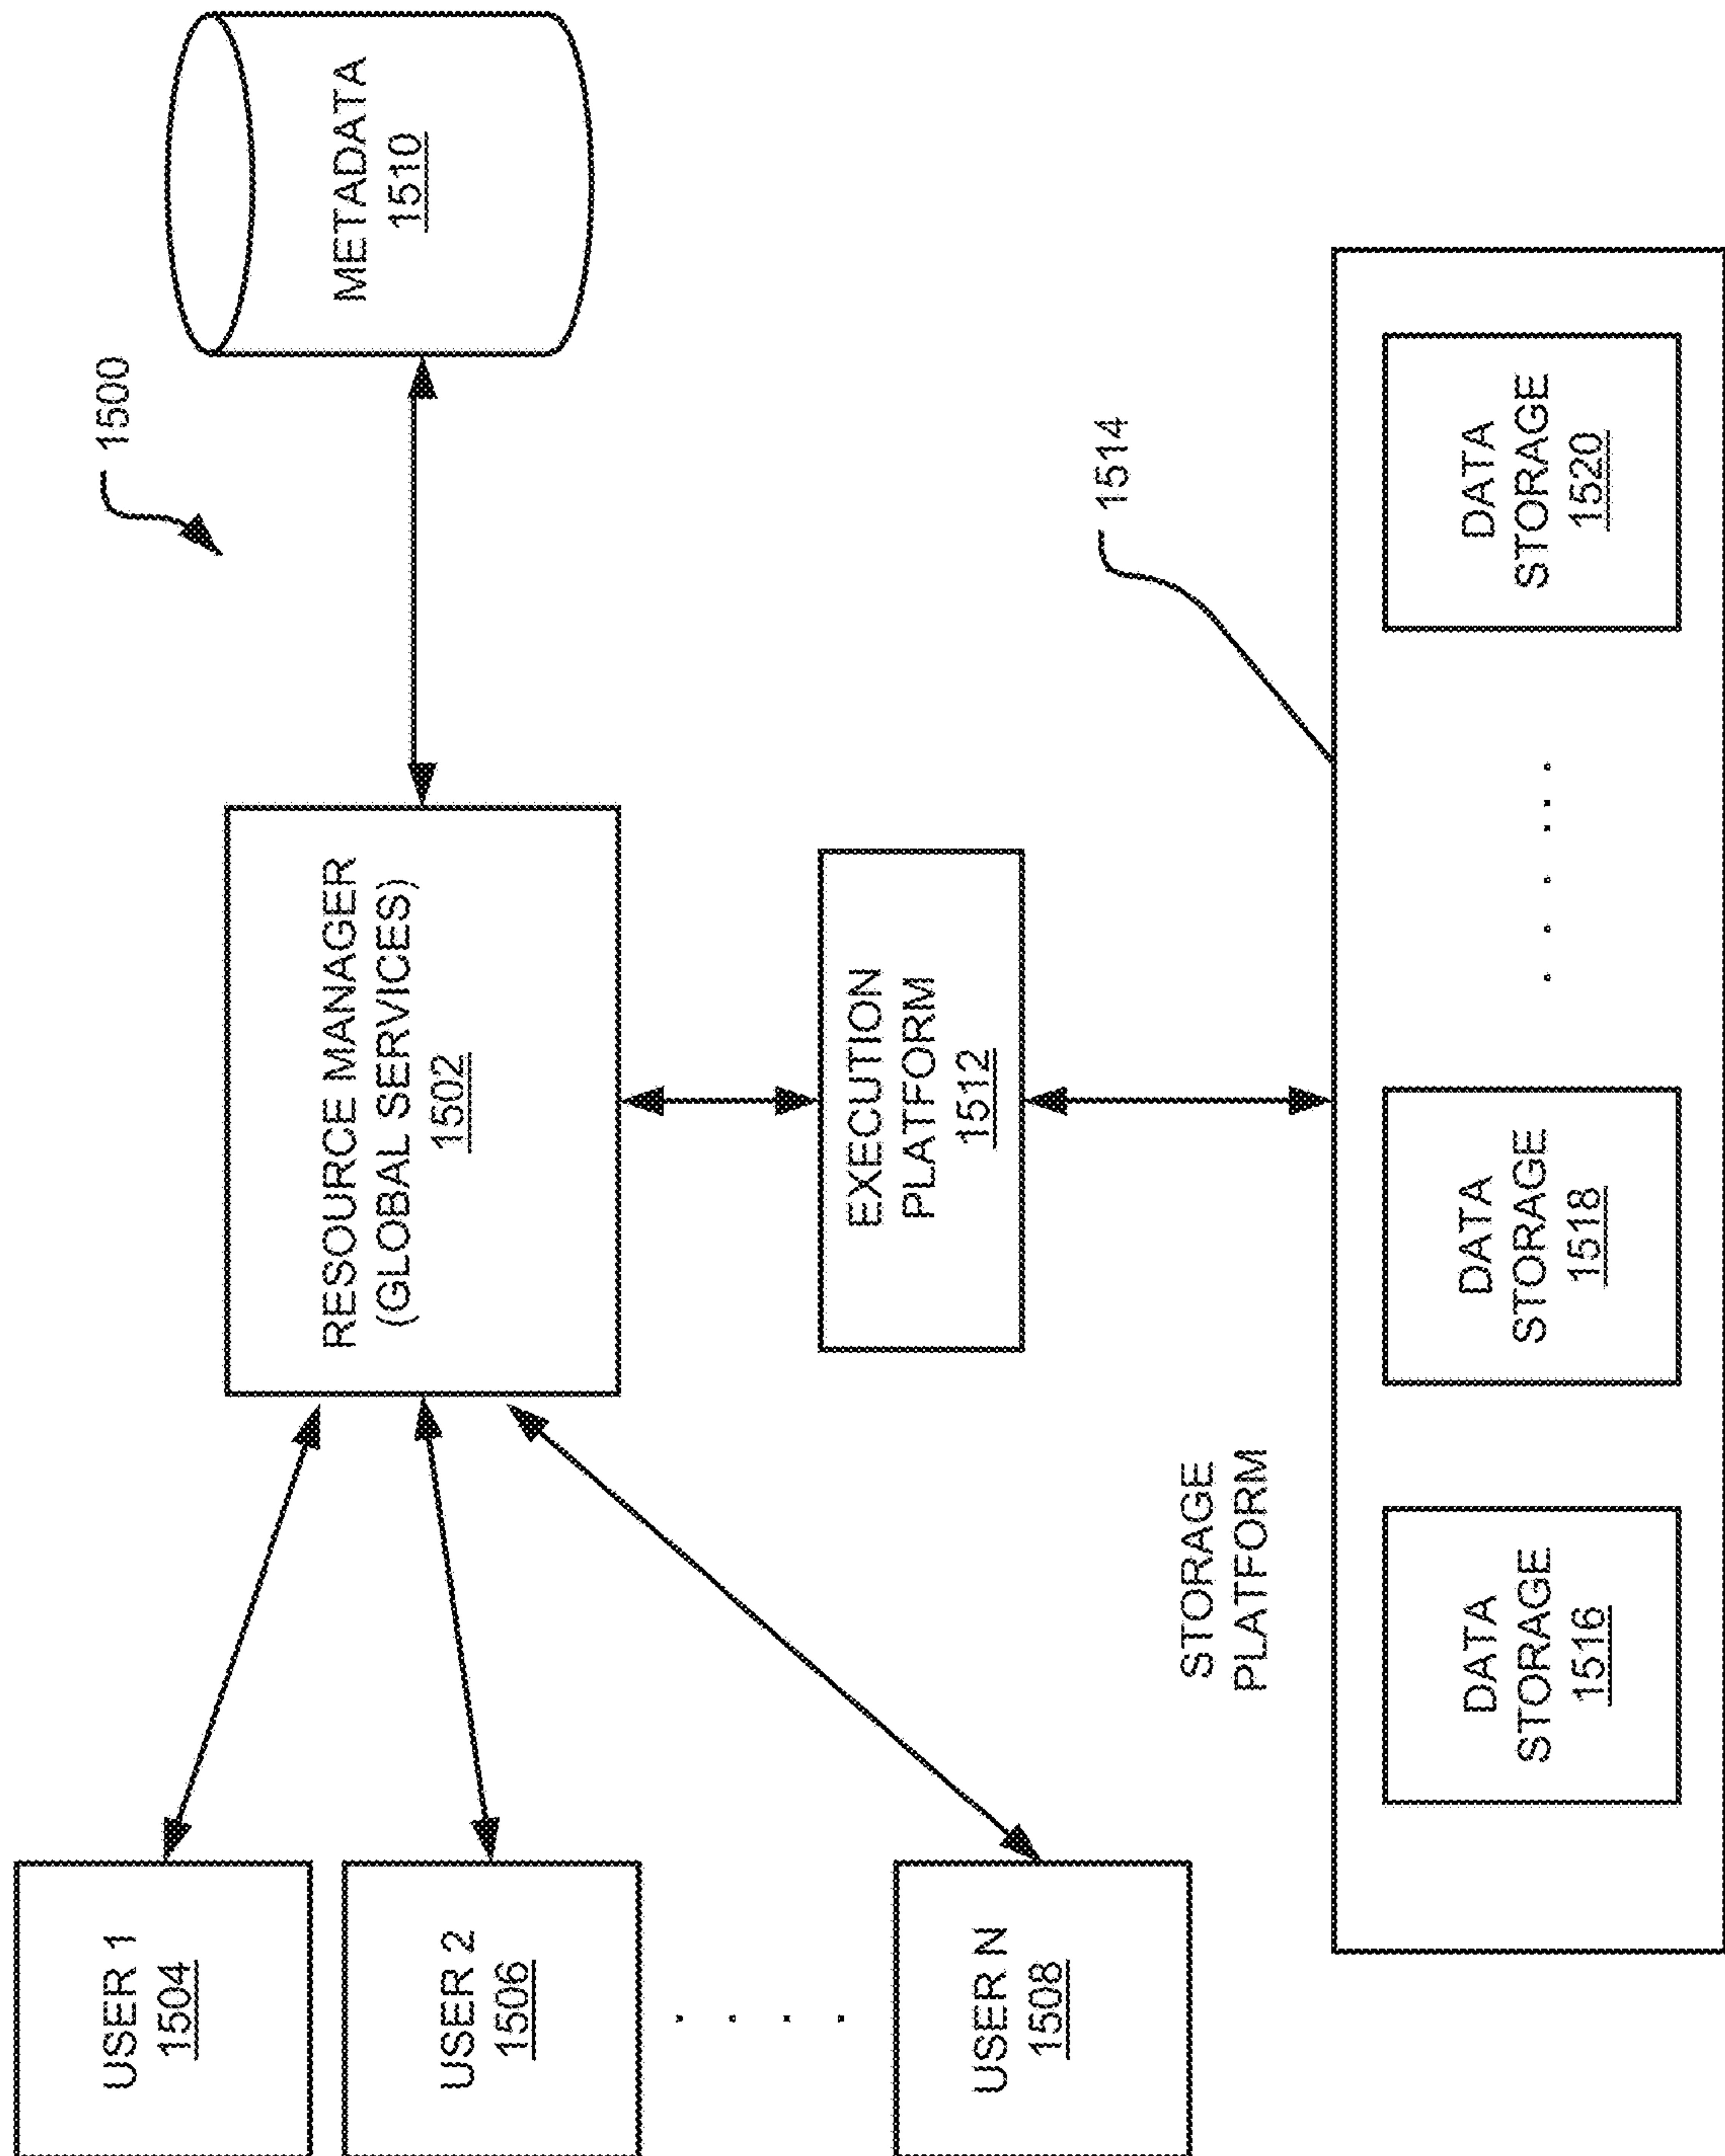 1500
USER 1
1504
USER 2
1506
USER N
1508
RESOURCE MANAGER
(GLOBAL SERVICES)
1502
METADATA
1510
EXECUTION
PLATFORM
1512
STORAGE
PLATFORM
1514
DATA
STORAGE
1516
DATA
STORAGE
1518
DATA
STORAGE
1520